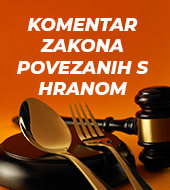 KOMENTAR
ZAKONA
POVEZANIH S
HRANOM